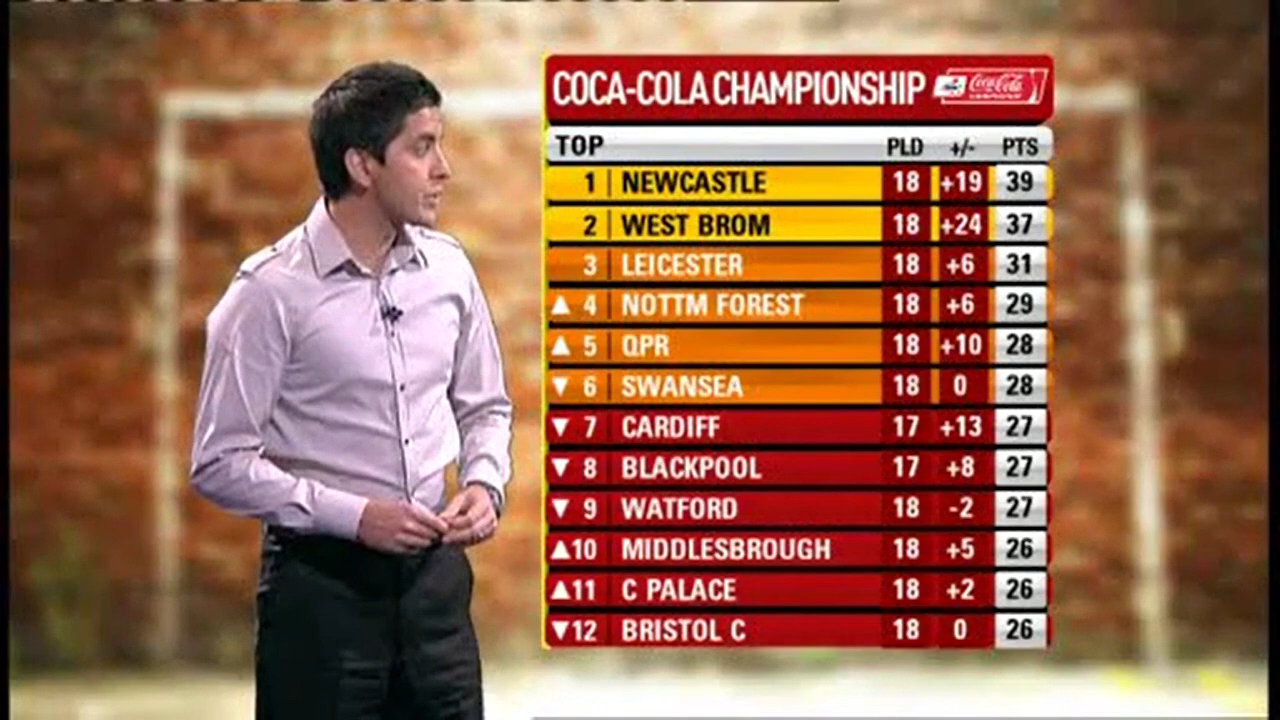 COCA-COLA CHAMPIONSHIP Coca-Cola
TOP PLD +/- PTS
1 NEWCASTLE 18 +19 39
2 WEST BROM 18 +24 37
3 LEICESTER 18 +6 31
▲ 4 NOTTM FOREST 18 +6 29
▲ 5 QPR 18 +10 28
▼ 6 SWANSEA 18 0 28
▼ 7 CARDIFF 17 +13 27
▼ 8 BLACKPOOL 17 +8 27
▼ 9 WATFORD 18 -2 27
▲10 MIDDLESBROUGH 18 +5 26
▲11 C PALACE 18 +2 26
▼12 BRISTOL C 18 0 26